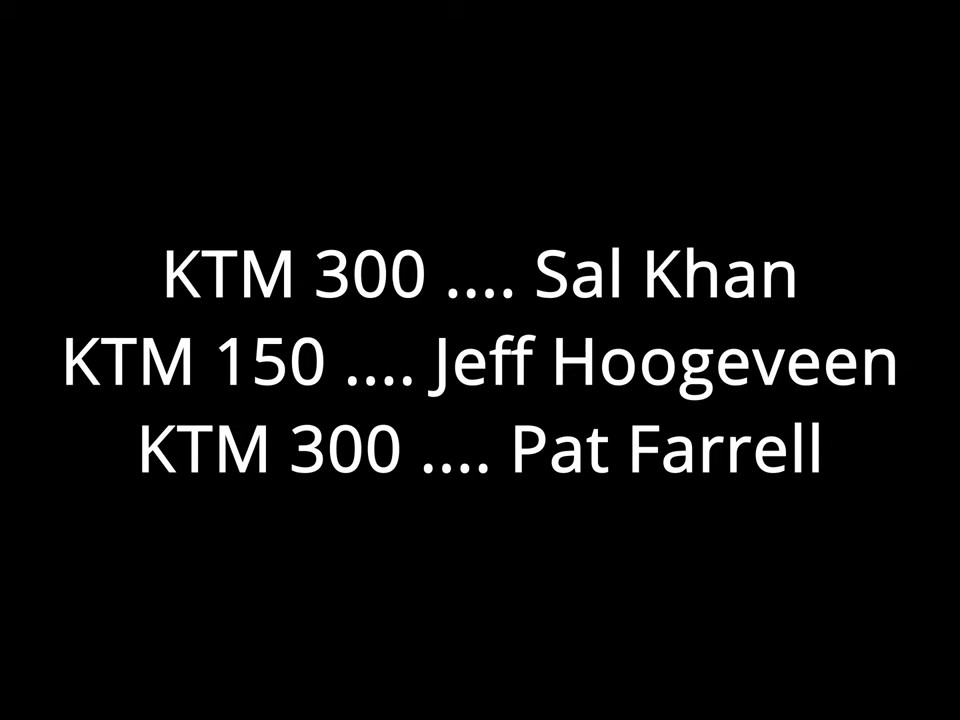 KTM 300 .... Sal Khan
KTM 150 .... Jeff Hoogeveen
KTM 300 .... Pat Farrell